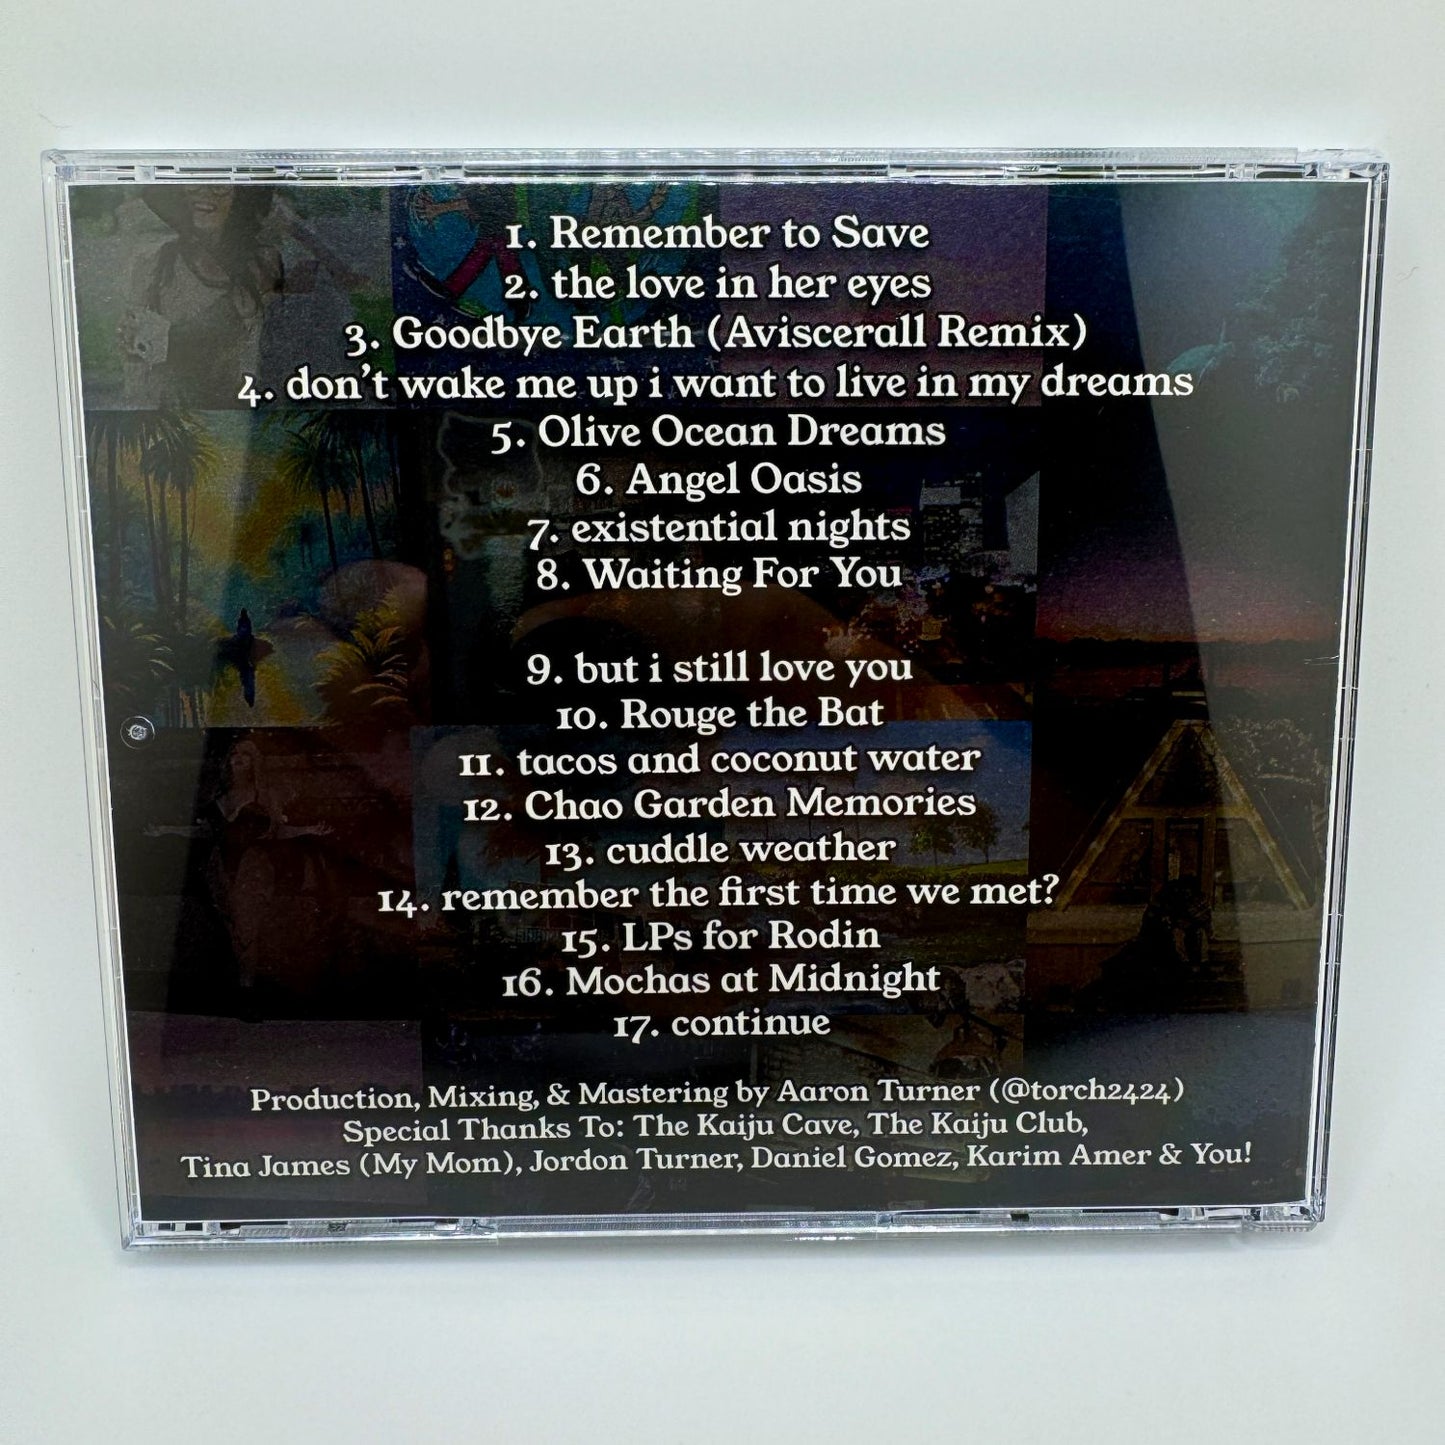 1. Remember to Save
2. the love in her eyes
3. Goodbye Earth (Aviscerall Remix)
4. don't wake me up i want to live in my dreams
5. Olive Ocean Dreams
6. Angel Oasis
7. existential nights
8. Waiting For You
9. but i still love you
10. Rouge the Bat
11. tacos and coconut water
12. Chao Garden Memories
13. cuddle weather
14. remember the first time we met?
15. LPs for Rodin
16. Mochas at Midnight
17. continue
Production, Mixing, & Mastering by Aaron Turner (@torch2424)
Special Thanks To: The Kaiju Cave, The Kaiju Club,
Tina James (My Mom), Jordon Turner, Daniel Gomez, Karim Amer & You!